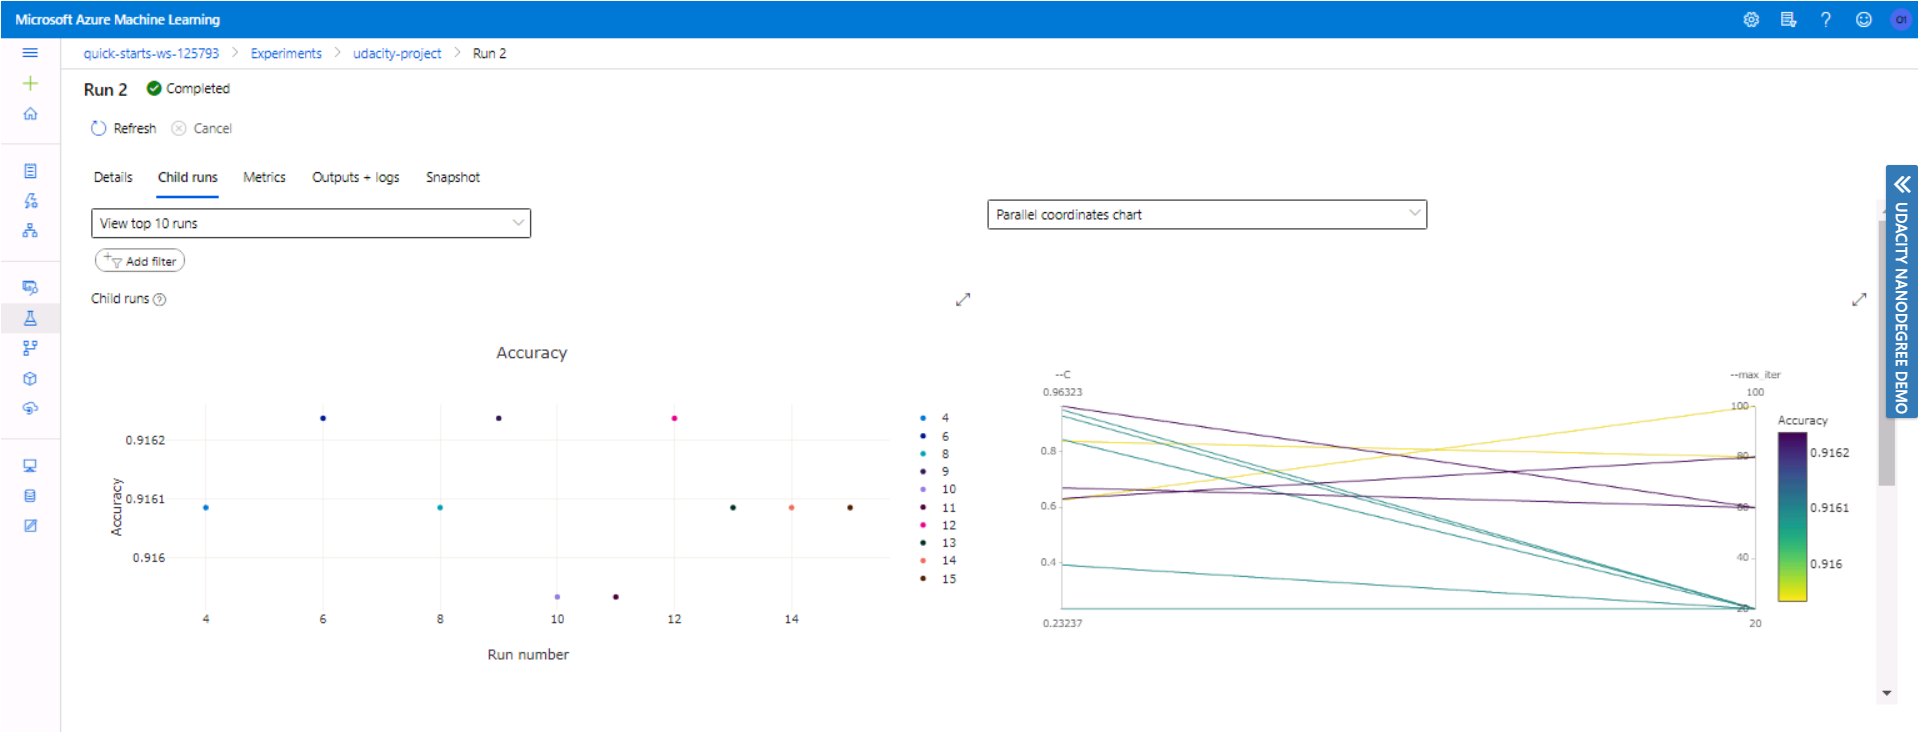 Microsoft Azure Machine Learning
?
O1
quick-starts-ws-125793 > Experiments > udacity-project > Run 2
Run 2 Completed
Refresh Cancel
Details Child runs Metrics Outputs + logs Snapshot
View top 10 runs
Parallel coordinates chart
Add filter
Child runs ?
UDACITY NANODEGREE DEMO
Accuracy
0.9162
0.9161
0.916
Accuracy
4 6 8 10 12 14
Run number
4
6
8
9
10
11
12
13
14
15
--C
0.96323
0.8
0.6
0.4
0.23237
--max_iter
100
100
80
60
40
20
20
Accuracy
0.9162
0.9161
0.916